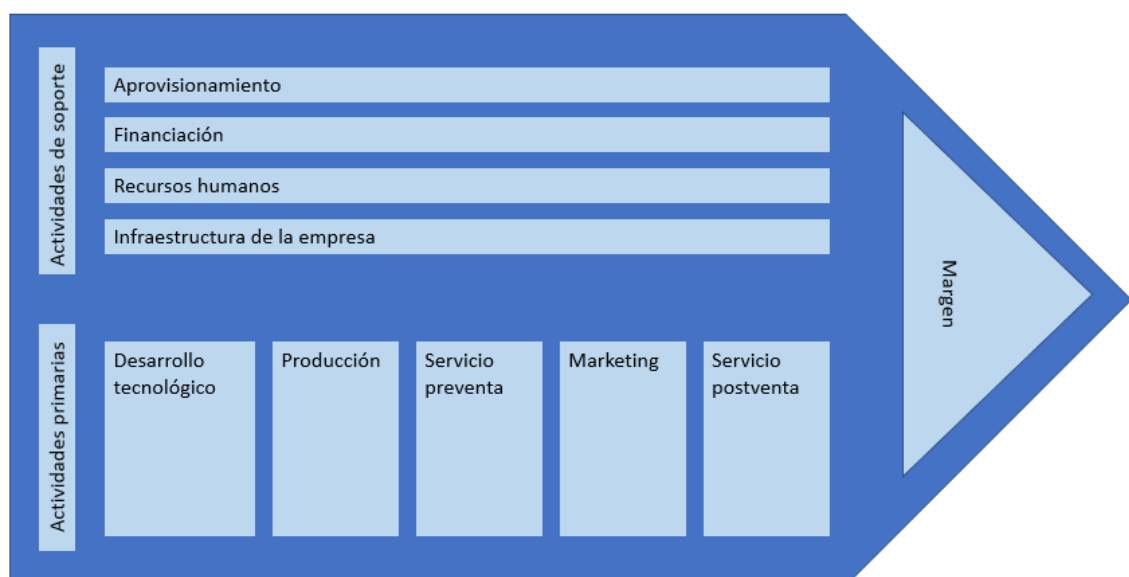 Actividades de soporte
Aprovisionamiento
Financiación
Recursos humanos
Infraestructura de la empresa
Actividades primarias
Desarrollo
tecnológico
Producción
Servicio
preventa
Marketing
Servicio
postventa
Margen